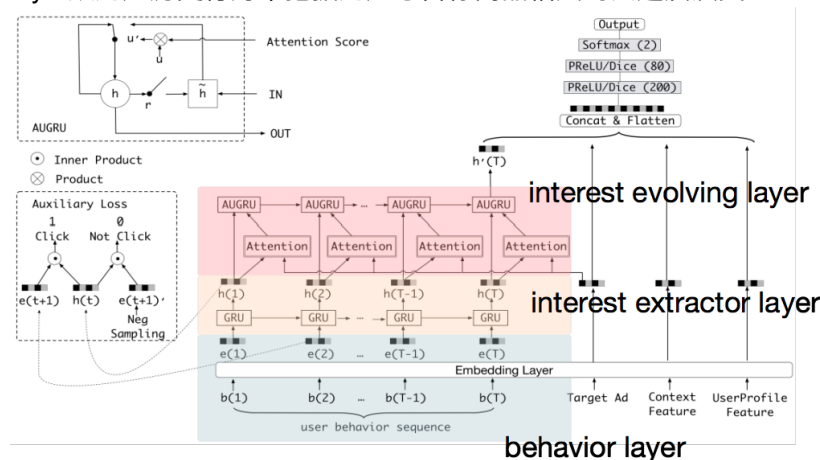 Output
Softmax (2)
PReLU/Dice (80)
PReLU/Dice (200)
Concat & Flatten
u'
u
Attention Score
h
r
h̃
IN
AUGRU
OUT
h'(T)
Inner Product
Product
interest evolving layer
AUGRU AUGRU ... AUGRU AUGRU
Attention Attention Attention Attention
Auxiliary Loss
1 0
Click Not Click
e(t+1) h(t) e(t+1)'
Neg
Sampling
h(1) h(2) h(T-1) h(T)
interest extractor layer
GRU GRU ... GRU GRU
e(1) e(2) ... e(T-1) e(T)
Embedding Layer
b(1) b(2) ... b(T-1) b(T)
Target Ad
Context
Feature
UserProfile
Feature
user behavior sequence
behavior layer